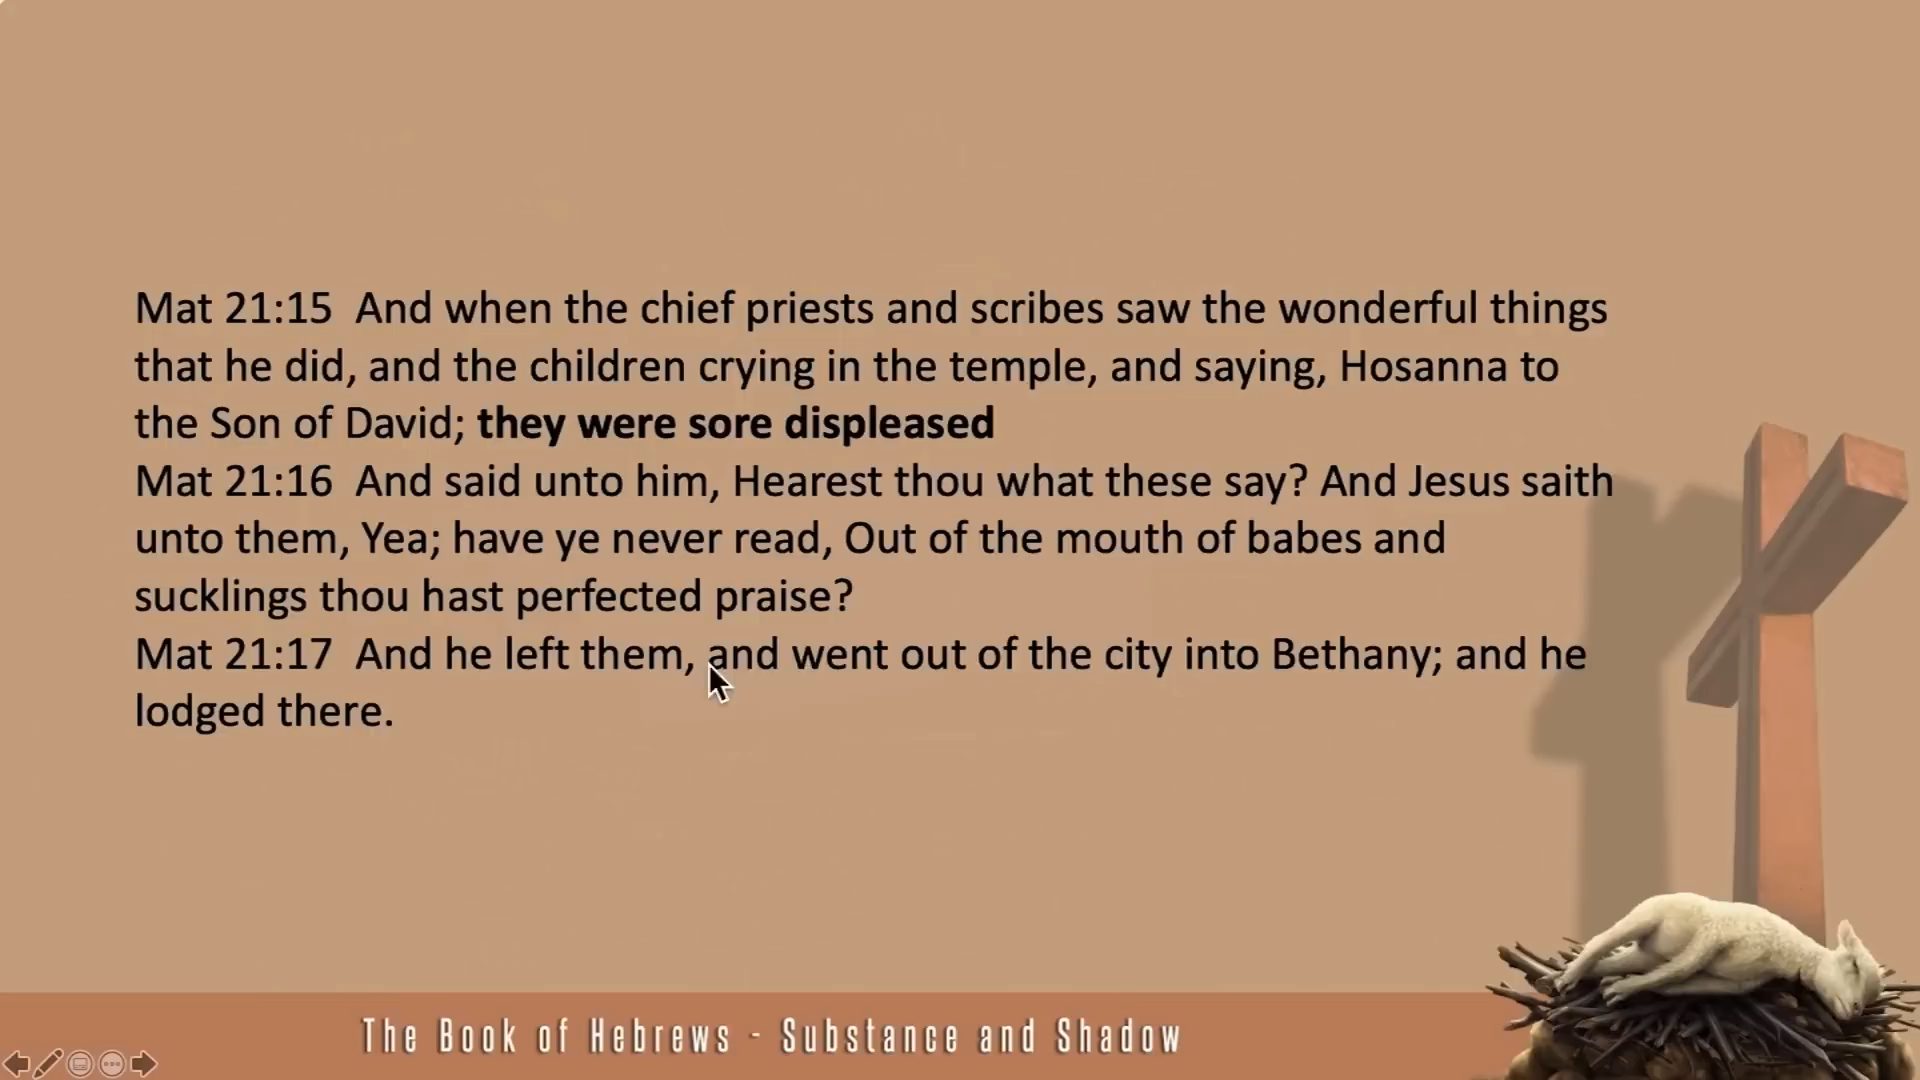 Mat 21:15  And when the chief priests and scribes saw the wonderful things
that he did, and the children crying in the temple, and saying, Hosanna to
the Son of David; they were sore displeased
Mat 21:16  And said unto him, Hearest thou what these say? And Jesus saith
unto them, Yea; have ye never read, Out of the mouth of babes and
sucklings thou hast perfected praise?
Mat 21:17  And he left them, and went out of the city into Bethany; and he
lodged there.
The Book of Hebrews - Substance and Shadow